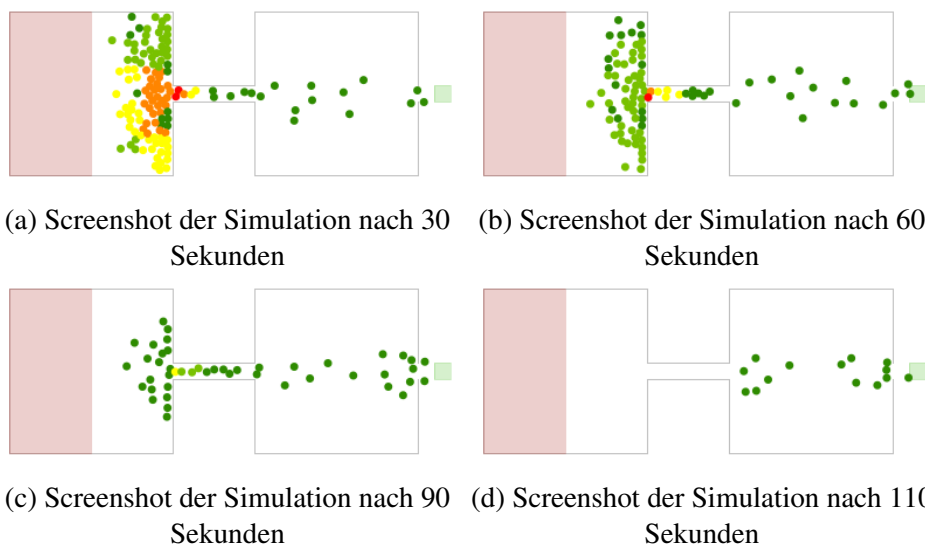 (a) Screenshot der Simulation nach 30
Sekunden
(b) Screenshot der Simulation nach 60
Sekunden
(c) Screenshot der Simulation nach 90
Sekunden
(d) Screenshot der Simulation nach 110
Sekunden